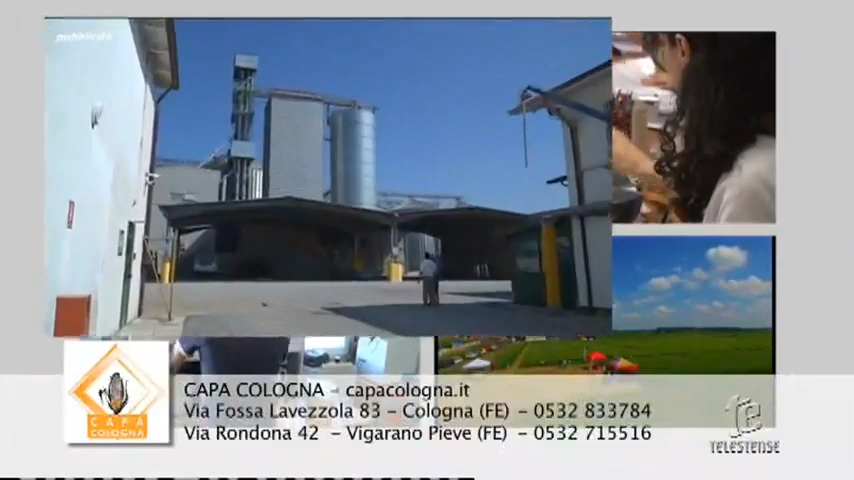 pubblicità
CAPA COLOGNA - capacologna.it
Via Fossa Lavezzola 83 - Cologna (FE) - 0532 833784
Via Rondona 42 - Vigarano Pieve (FE) - 0532 715516
CAPA
COLOGNA
te
TELESTENSE